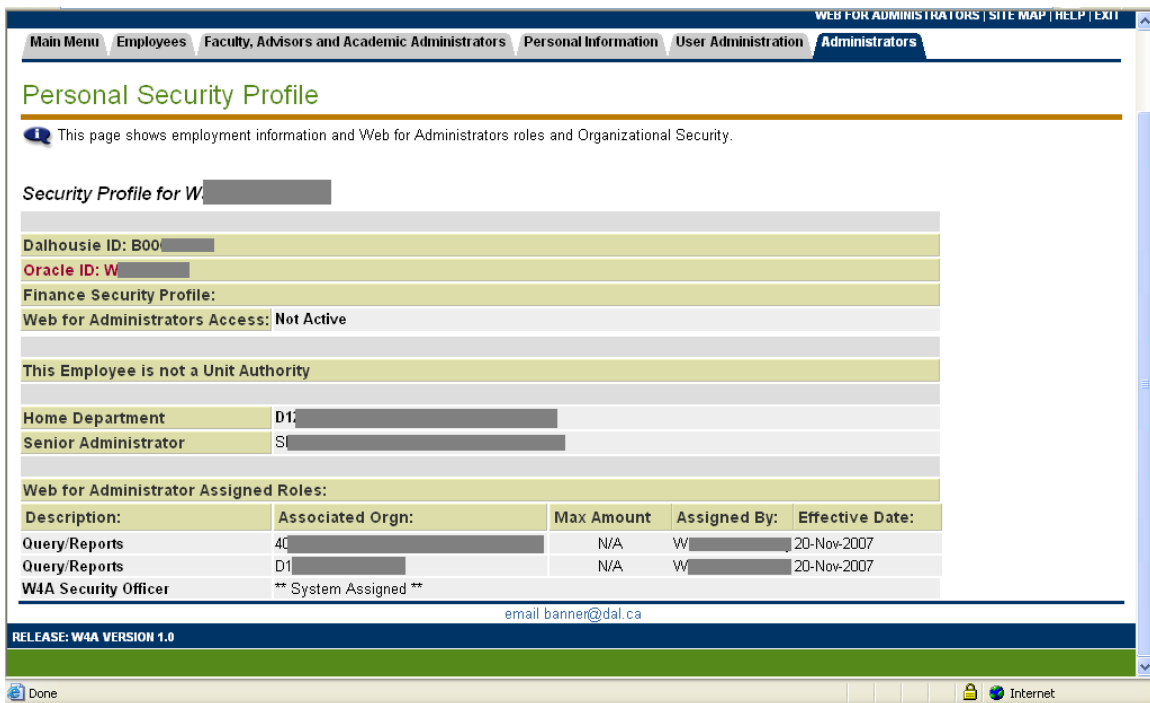 WEB FOR ADMINISTRATORS | SITE MAP | HELP | EXIT
Main Menu Employees Faculty, Advisors and Academic Administrators Personal Information User Administration Administrators
Personal Security Profile
This page shows employment information and Web for Administrators roles and Organizational Security.
Security Profile for W
Dalhousie ID: B00
Oracle ID: W
Finance Security Profile:
Web for Administrators Access: Not Active
This Employee is not a Unit Authority
Home Department D1
Senior Administrator S
Web for Administrator Assigned Roles:
Description: Associated Orgn: Max Amount Assigned By: Effective Date:
Query/Reports 40 N/A W 20-Nov-2007
Query/Reports D1 N/A W 20-Nov-2007
W4A Security Officer ** System Assigned **
email banner@dal.ca
RELEASE: W4A VERSION 1.0
Done Internet